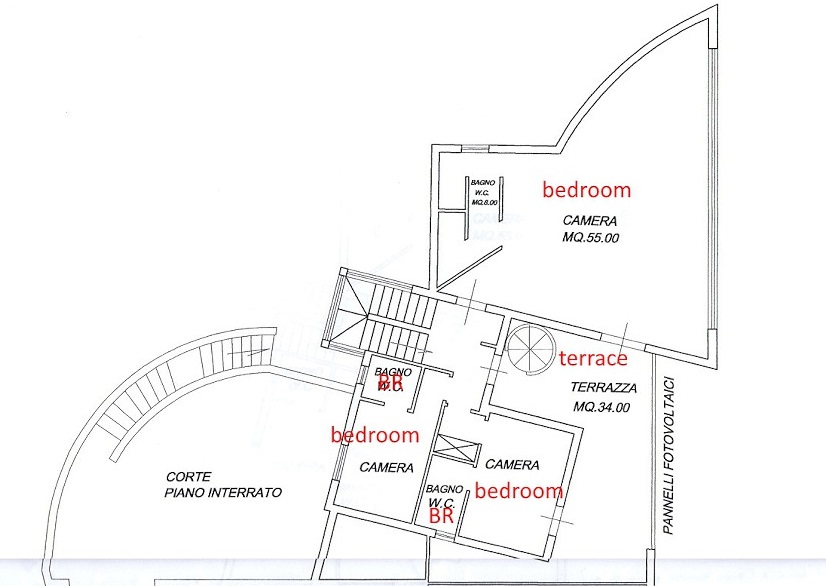 BAGNO
W.C.
MQ.8.00
bedroom
CAMERA
MQ.55.00
terrace
TERRAZZA
MQ.34.00
PANNELLI FOTOVOLTAICI
BAGNO
W.C.
BR
bedroom
CAMERA
CAMERA
bedroom
BAGNO
W.C.
BR
CORTE
PIANO INTERRATO